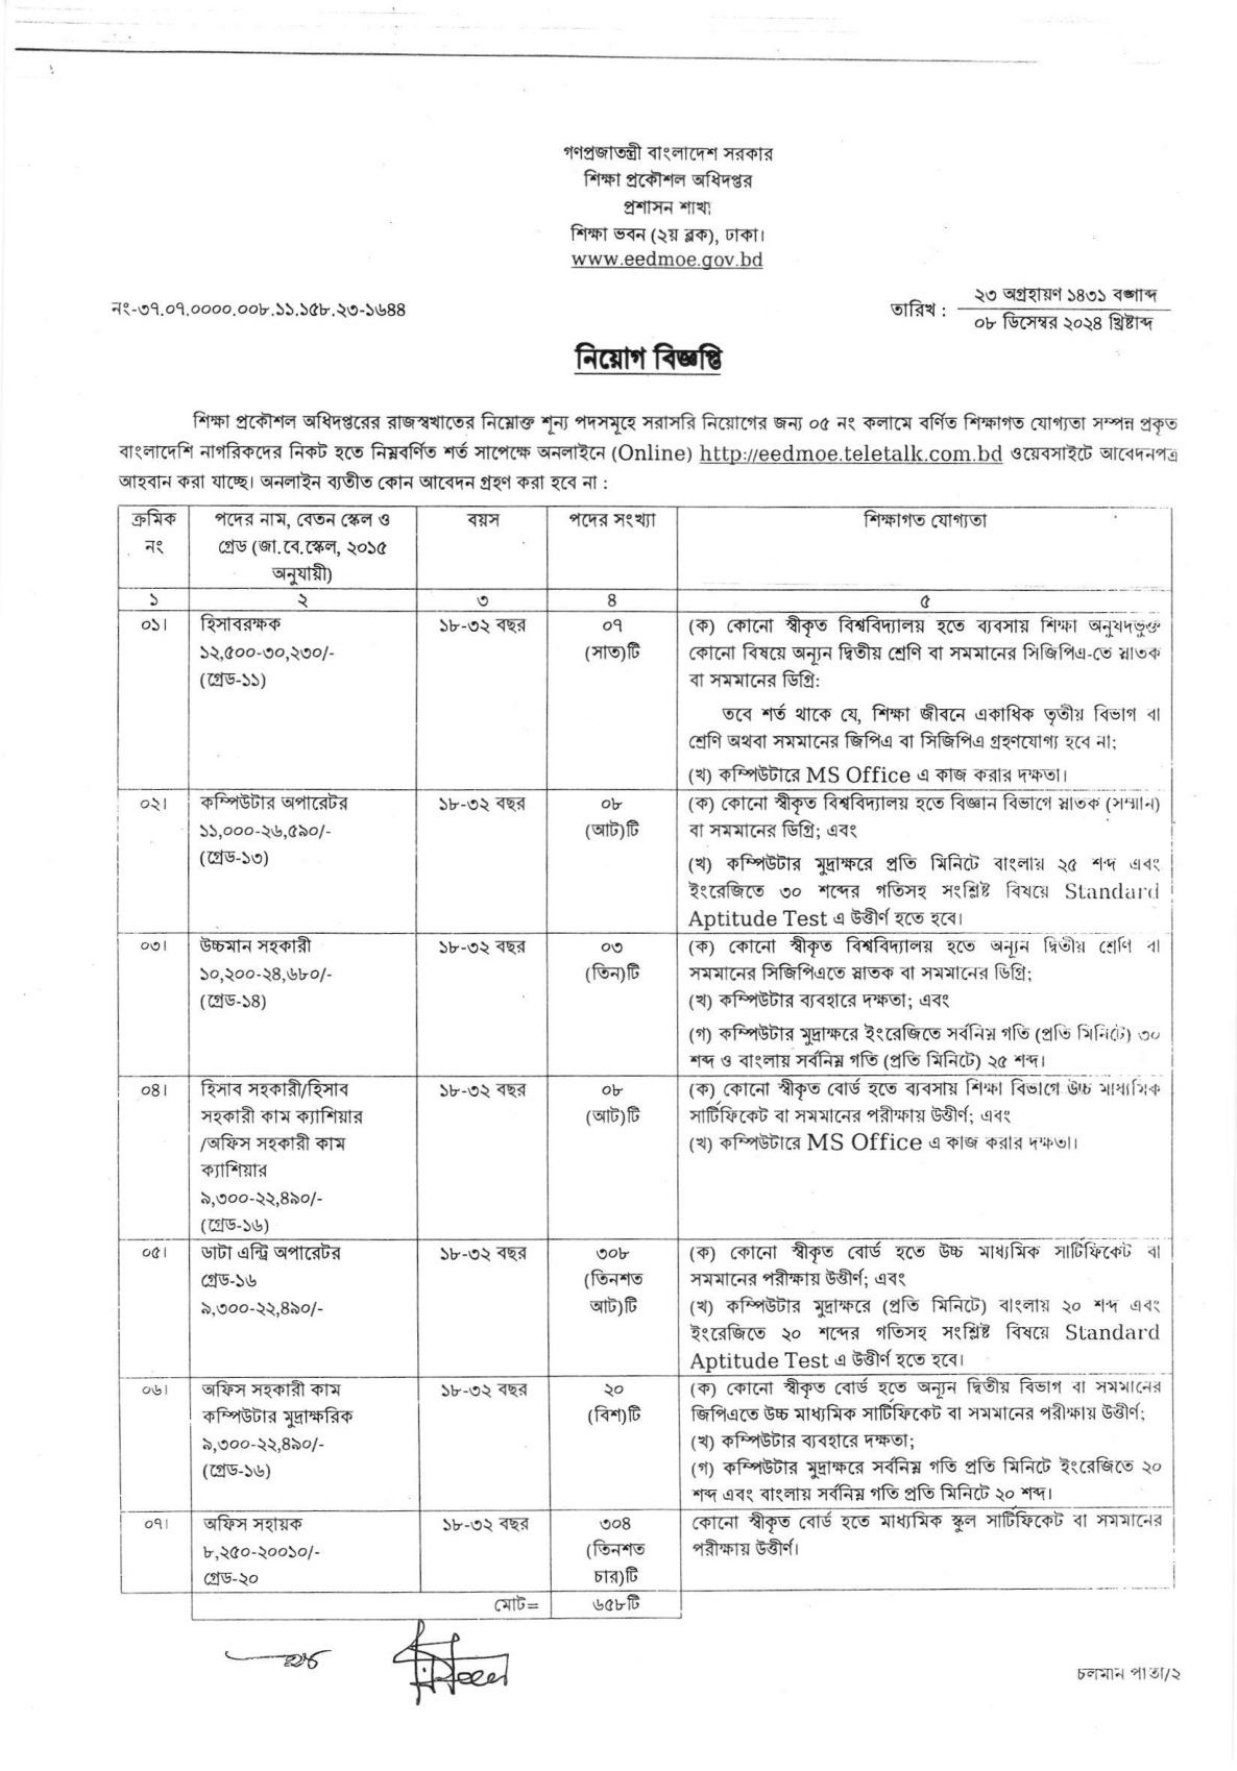 গণপ্রজাতন্ত্রী বাংলাদেশ সরকার
শিক্ষা প্রকৌশল অধিদপ্তর
প্রশাসন শাখা
শিক্ষা ভবন (২য় ব্লক), ঢাকা।
www.eedmoe.gov.bd
নং-৩৭.০৭.০০০০.০০৮.১১.১৫৮.২৩-১৬৪৪
তারিখ :
২৩ অগ্রহায়ণ ১৪৩১ বঙ্গাব্দ
০৮ ডিসেম্বর ২০২৪ খ্রিষ্টাব্দ
নিয়োগ বিজ্ঞপ্তি
শিক্ষা প্রকৌশল অধিদপ্তরের রাজস্বখাতের নিম্নোক্ত শূন্য পদসমূহে সরাসরি নিয়োগের জন্য ০৫ নং কলামে বর্ণিত শিক্ষাগত যোগ্যতা সম্পন্ন প্রকৃত
বাংলাদেশি নাগরিকদের নিকট হতে নিম্নবর্ণিত শর্ত সাপেক্ষে অনলাইনে (Online) http://eedmoe.teletalk.com.bd ওয়েবসাইটে আবেদনপত্র
আহবান করা যাচ্ছে। অনলাইন ব্যতীত কোন আবেদন গ্রহণ করা হবে না :
ক্রমিক নং
পদের নাম, বেতন স্কেল ও
গ্রেড (জা.বে.স্কেল, ২০১৫
অনুযায়ী)
বয়স
পদের সংখ্যা
শিক্ষাগত যোগ্যতা
১ ২ ৩ ৪ ৫
০১।
হিসাবরক্ষক
১২,৫০০-৩০,২৩০/-
(গ্রেড-১১)
১৮-৩২ বছর
০৭
(সাত)টি
(ক) কোনো স্বীকৃত বিশ্ববিদ্যালয় হতে ব্যবসায় শিক্ষা অনুষদভুক্ত
কোনো বিষয়ে অন্যূন দ্বিতীয় শ্রেণি বা সমমানের সিজিপিএ-তে স্নাতক
বা সমমানের ডিগ্রি:
তবে শর্ত থাকে যে, শিক্ষা জীবনে একাধিক তৃতীয় বিভাগ বা
শ্রেণি অথবা সমমানের জিপিএ বা সিজিপিএ গ্রহণযোগ্য হবে না;
(খ) কম্পিউটারে MS Office এ কাজ করার দক্ষতা।
০২।
কম্পিউটার অপারেটর
১১,০০০-২৬,৫৯০/-
(গ্রেড-১৩)
১৮-৩২ বছর
০৮
(আট)টি
(ক) কোনো স্বীকৃত বিশ্ববিদ্যালয় হতে বিজ্ঞান বিভাগে স্নাতক (সম্মান)
বা সমমানের ডিগ্রি; এবং
(খ) কম্পিউটার মুদ্রাক্ষরে প্রতি মিনিটে বাংলায় ২৫ শব্দ এবং
ইংরেজিতে ৩০ শব্দের গতিসহ সংশ্লিষ্ট বিষয়ে Standard
Aptitude Test এ উত্তীর্ণ হতে হবে।
০৩।
উচ্চমান সহকারী
১০,২০০-২৪,৬৮০/-
(গ্রেড-১৪)
১৮-৩২ বছর
০৩
(তিন)টি
(ক) কোনো স্বীকৃত বিশ্ববিদ্যালয় হতে অন্যূন দ্বিতীয় শ্রেণি বা
সমমানের সিজিপিএতে স্নাতক বা সমমানের ডিগ্রি;
(খ) কম্পিউটার ব্যবহারে দক্ষতা; এবং
(গ) কম্পিউটার মুদ্রাক্ষরে ইংরেজিতে সর্বনিম্ন গতি (প্রতি মিনিটে) ৩০
শব্দ ও বাংলায় সর্বনিম্ন গতি (প্রতি মিনিটে) ২৫ শব্দ।
০৪।
হিসাব সহকারী/হিসাব
সহকারী কাম ক্যাশিয়ার
/অফিস সহকারী কাম
ক্যাশিয়ার
৯,৩০০-২২,৪৯০/-
(গ্রেড-১৬)
১৮-৩২ বছর
০৮
(আট)টি
(ক) কোনো স্বীকৃত বোর্ড হতে ব্যবসায় শিক্ষা বিভাগে উচ্চ মাধ্যমিক
সার্টিফিকেট বা সমমানের পরীক্ষায় উত্তীর্ণ; এবং
(খ) কম্পিউটারে MS Office এ কাজ করার দক্ষতা।
০৫।
ডাটা এন্ট্রি অপারেটর
গ্রেড-১৬
৯,৩০০-২২,৪৯০/-
১৮-৩২ বছর
৩০৮
(তিনশত
আট)টি
(ক) কোনো স্বীকৃত বোর্ড হতে উচ্চ মাধ্যমিক সার্টিফিকেট বা
সমমানের পরীক্ষায় উত্তীর্ণ; এবং
(খ) কম্পিউটার মুদ্রাক্ষরে (প্রতি মিনিটে) বাংলায় ২০ শব্দ এবং
ইংরেজিতে ২০ শব্দের গতিসহ সংশ্লিষ্ট বিষয়ে Standard
Aptitude Test এ উত্তীর্ণ হতে হবে।
০৬।
অফিস সহকারী কাম
কম্পিউটার মুদ্রাক্ষরিক
৯,৩০০-২২,৪৯০/-
(গ্রেড-১৬)
১৮-৩২ বছর
২০
(বিশ)টি
(ক) কোনো স্বীকৃত বোর্ড হতে অন্যূন দ্বিতীয় বিভাগ বা সমমানের
জিপিএতে উচ্চ মাধ্যমিক সার্টিফিকেট বা সমমানের পরীক্ষায় উত্তীর্ণ;
(খ) কম্পিউটার ব্যবহারে দক্ষতা;
(গ) কম্পিউটার মুদ্রাক্ষরে সর্বনিম্ন গতি প্রতি মিনিটে ইংরেজিতে ২০
শব্দ এবং বাংলায় সর্বনিম্ন গতি প্রতি মিনিটে ২০ শব্দ।
০৭।
অফিস সহায়ক
৮,২৫০-২০০১০/-
গ্রেড-২০
১৮-৩২ বছর
৩০৪
(তিনশত
চার)টি
কোনো স্বীকৃত বোর্ড হতে মাধ্যমিক স্কুল সার্টিফিকেট বা সমমানের
পরীক্ষায় উত্তীর্ণ।
মোট= ৬৫৮টি
চলমান পাতা/২